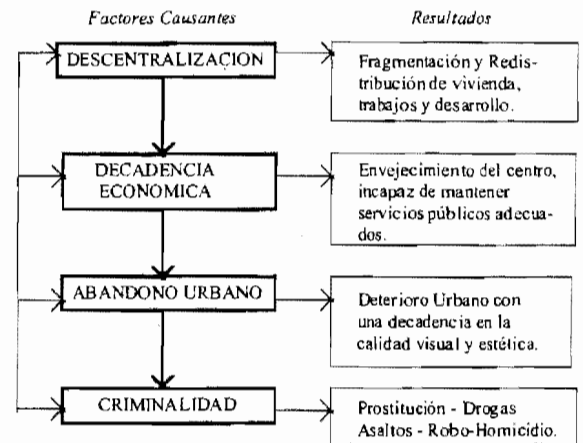 Factores Causantes
Resultados
DESCENTRALIZACION
Fragmentación y Redis-
tribución de vivienda,
trabajos y desarrollo.
DECADENCIA
ECONOMICA
Envejecimiento del centro,
incapaz de mantener
servicios públicos adecua-
dos.
ABANDONO URBANO
Deterioro Urbano con
una decadencia en la
calidad visual y estética.
CRIMINALIDAD
Prostitución - Drogas
Asaltos - Robo-Homicidio.